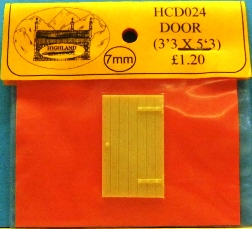 HCD024
DOOR
(3'3 X 5'3)
£1.20
HIGHLAND
7mm